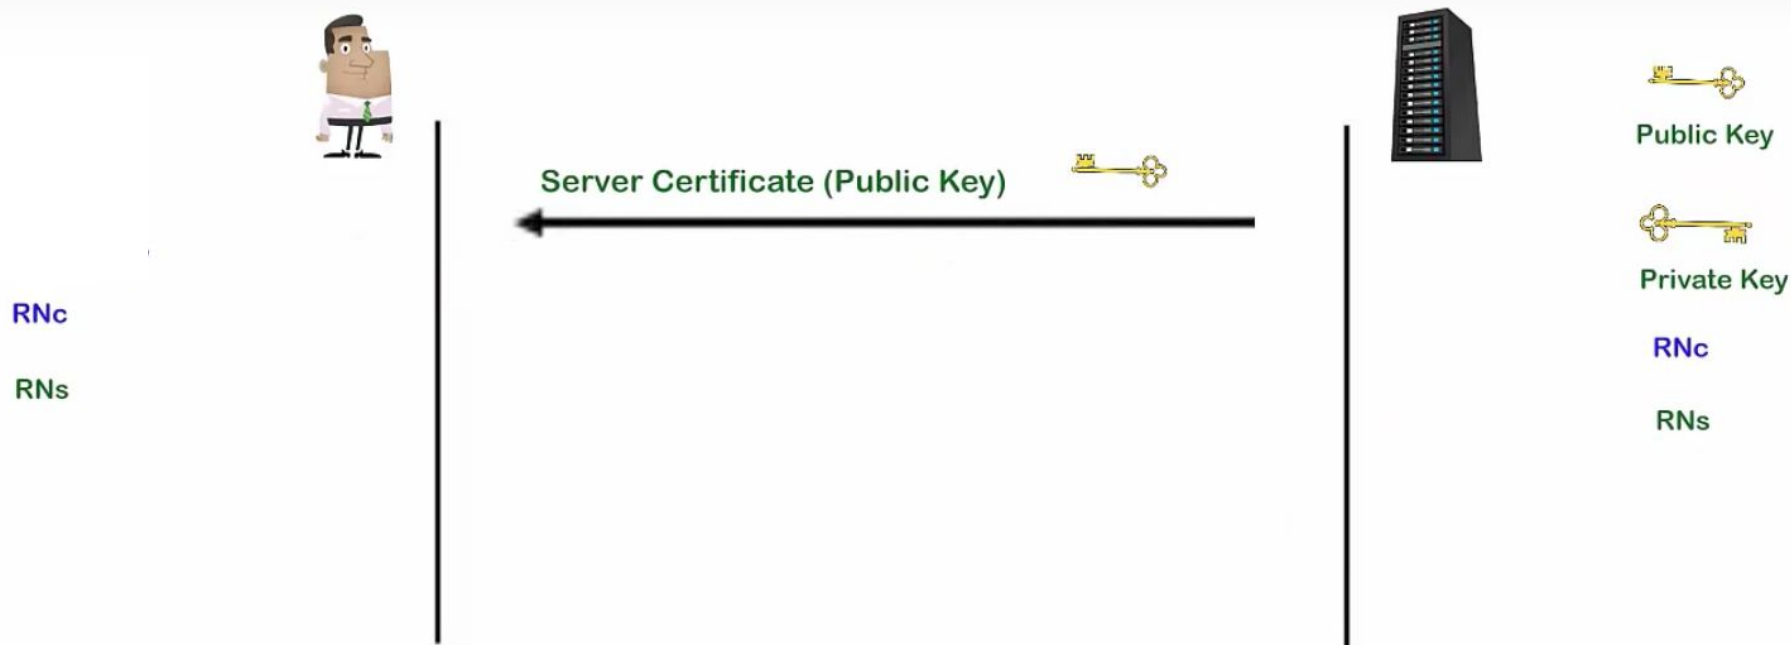 Public Key
Server Certificate (Public Key)
Private Key
RNc
RNc
RNs
RNs